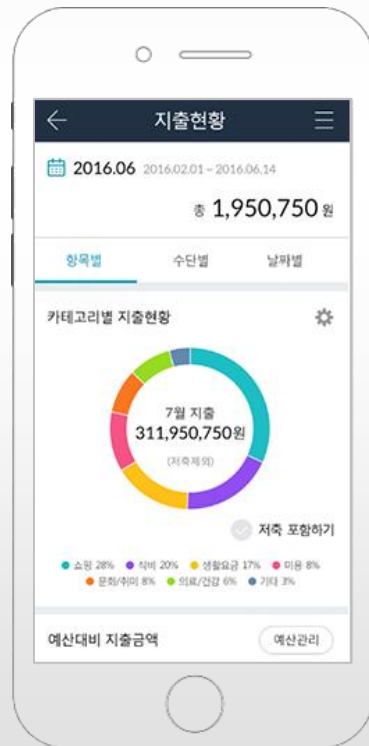 지출현황
2016.06 2016.02.01 – 2016.06.14
총 1,950,750 원
항목별 수단별 날짜별
카테고리별 지출현황
7월 지출
311,950,750원
(저축제외)
저축 포함하기
쇼핑 28% 식비 20% 생활요금 17% 미용 8%
문화/취미 8% 의료/건강 6% 기타 3%
예산대비 지출금액 예산관리